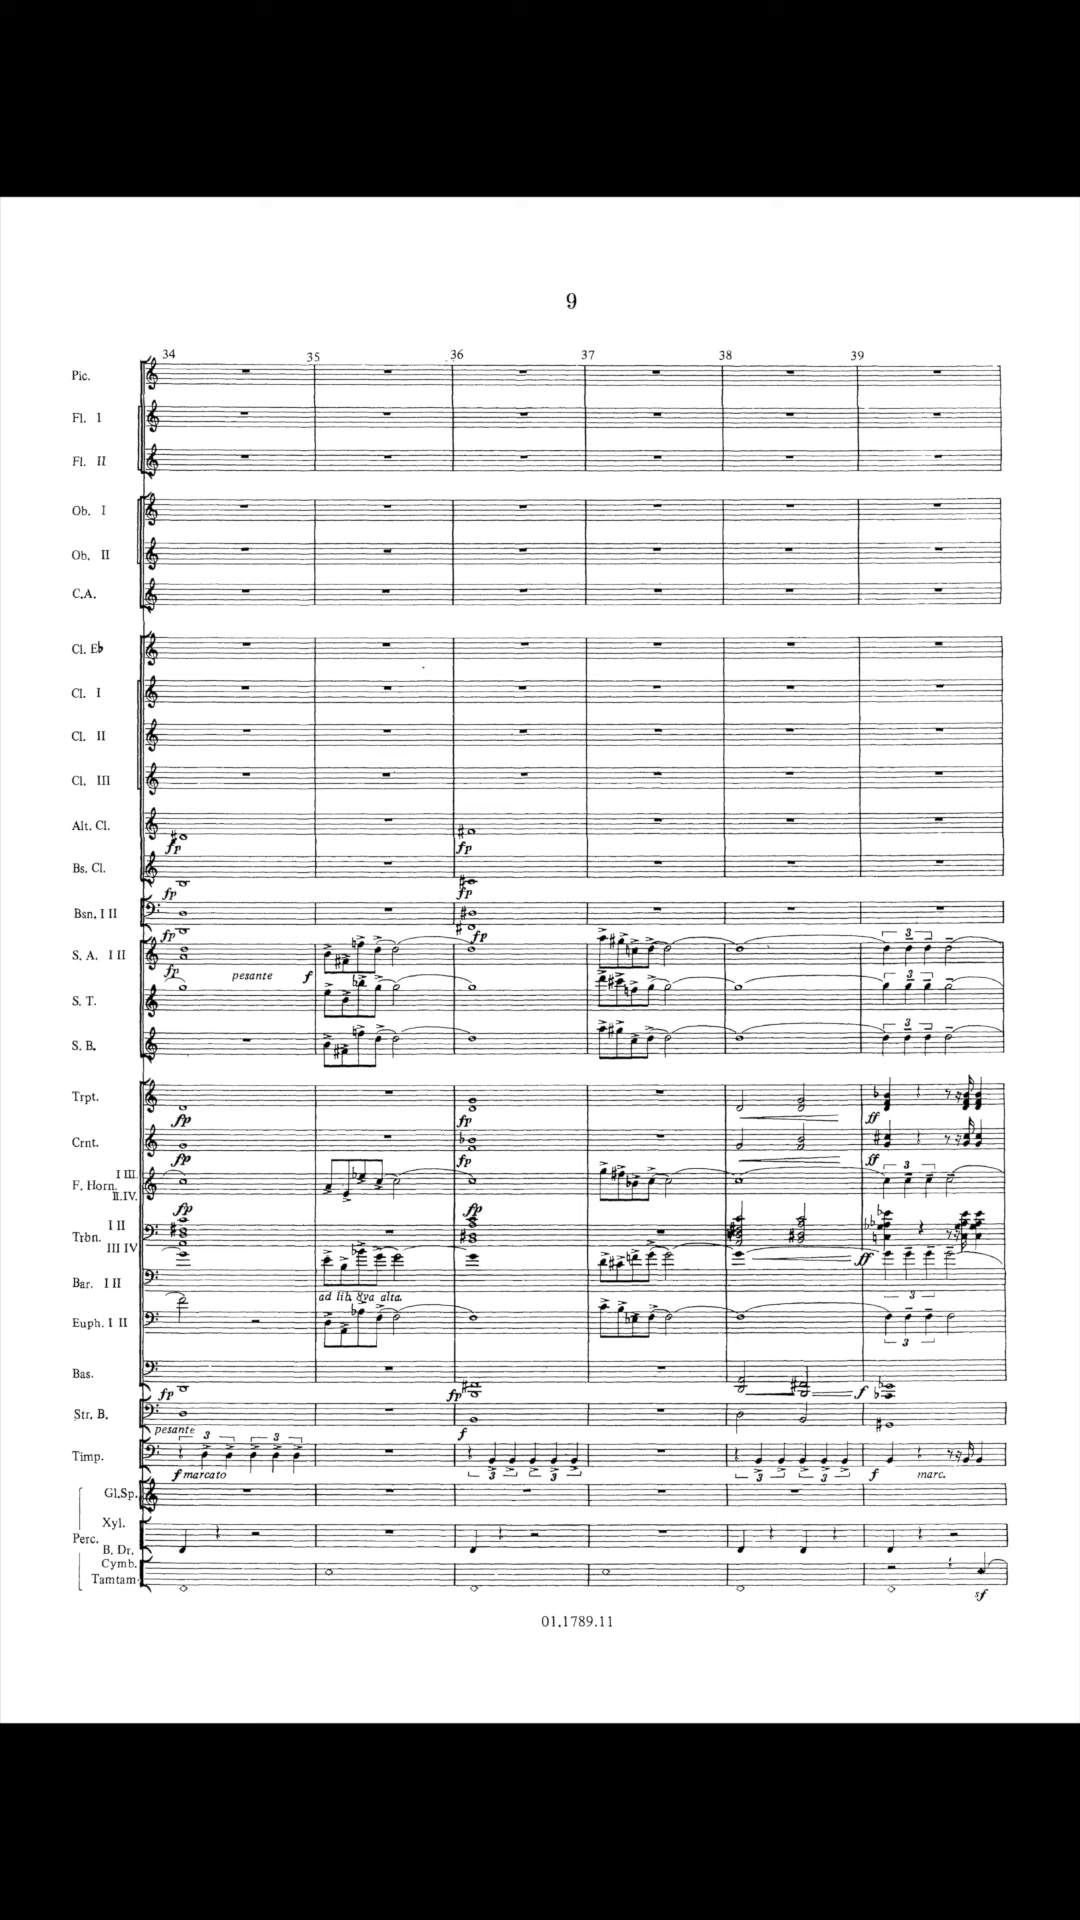 9
34 35 36 37 38 39
Pic.
Fl. I
Fl. II
Ob. I
Ob. II
C.A.
Cl. E♭
Cl. I
Cl. II
Cl. III
Alt. Cl.
fp fp
Bs. Cl.
fp fp
Bsn. I II
fp fp
3
S. A. I II
fp pesante f
3
S. T.
3
S. B.
Trpt.
fp fp ff
Crnt.
fp fp ff
I III.
3
F. Horn.
II.IV.
fp fp
I II
Trbn.
III IV
ff
Bar. I II
ad lib. 8va alta. 3
Euph. I II
3
Bas.
fp fp f
Str. B.
pesante f
3 3
Timp.
3 3 3 3
f marcato f marc.
Gl.Sp.
Xyl.
Perc.
B. Dr.
Cymb.
Tamtam
sf
01.1789.11